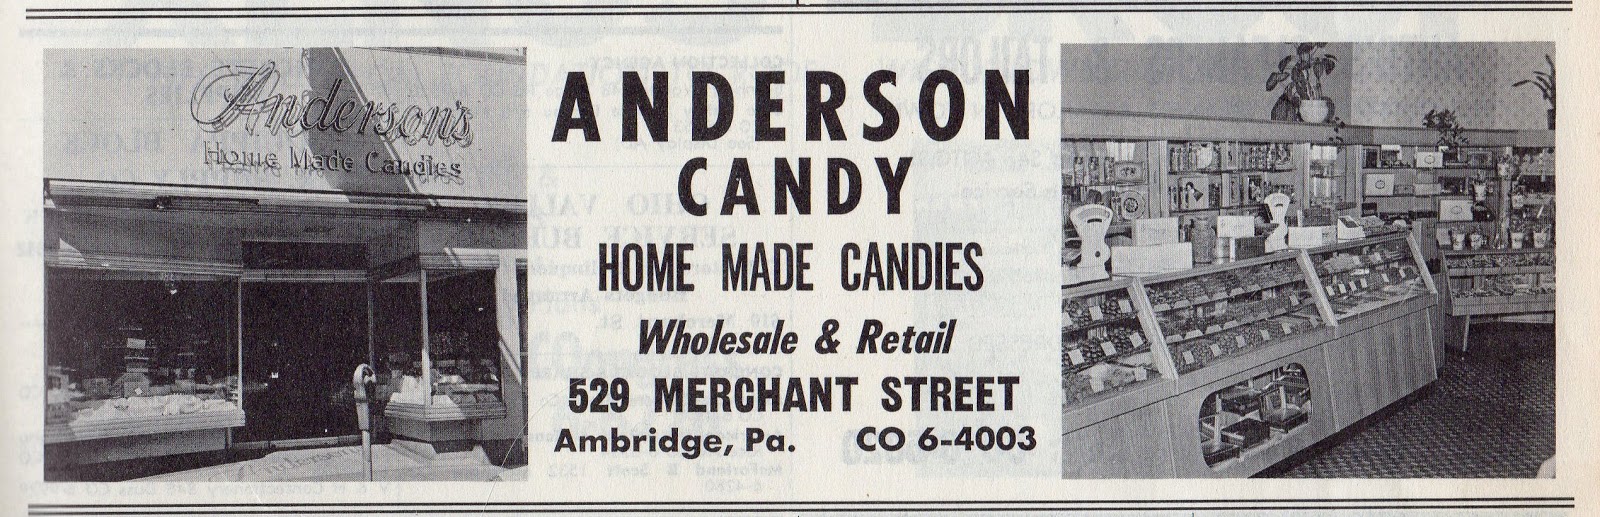 Anderson's
Home Made Candies
ANDERSON
CANDY
HOME MADE CANDIES
Wholesale & Retail
529 MERCHANT STREET
Ambridge, Pa. CO 6-4003